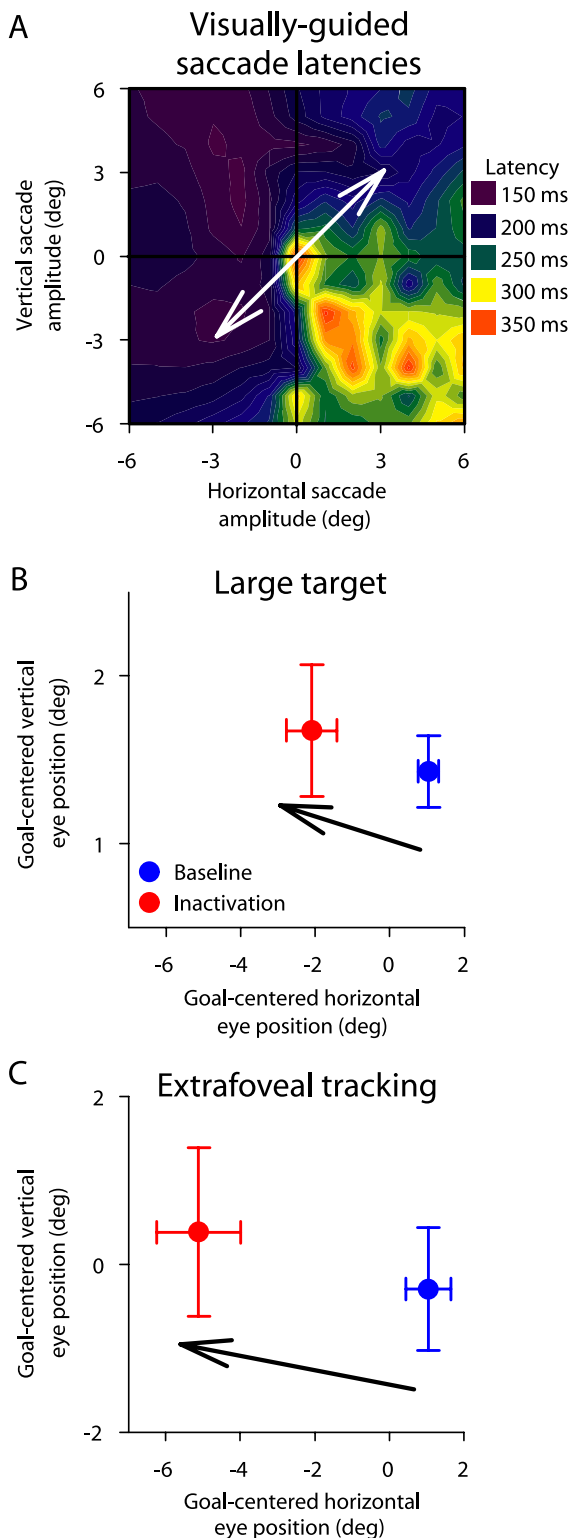 A
Visually-guided
saccade latencies
Vertical saccade
amplitude (deg)
6
3
0
-3
-6
-6 -3 0 3 6
Horizontal saccade
amplitude (deg)
Latency
150 ms
200 ms
250 ms
300 ms
350 ms
B
Large target
Goal-centered vertical
eye position (deg)
2
1
Baseline
Inactivation
-6 -4 -2 0 2
Goal-centered horizontal
eye position (deg)
C
Extrafoveal tracking
Goal-centered vertical
eye position (deg)
2
0
-2
-6 -4 -2 0 2
Goal-centered horizontal
eye position (deg)